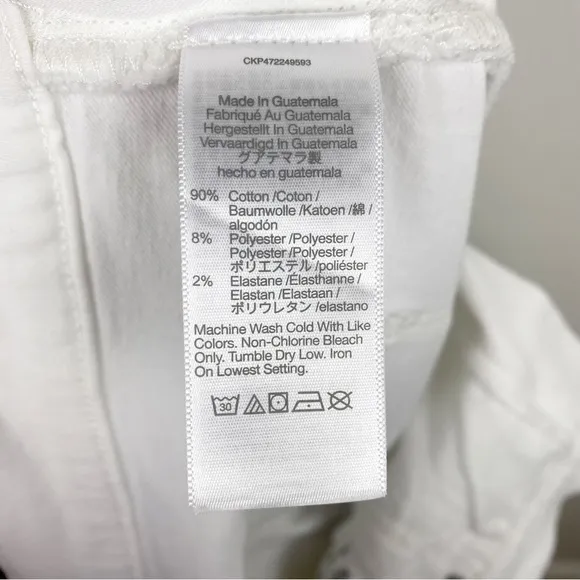 CKP472249593
Made In Guatemala
Fabriqué Au Guatemala
Hergestellt In Guatemala
Vervaardigd In Guatemala
グアテマラ製
hecho en guatemala
90% Cotton /Coton /
Baumwolle /Katoen /綿 /
algodón
8% Polyester /Polyester /
Polyester /Polyester /
ポリエステル /poliéster
2% Elastane /Élasthanne /
Elastan /Elastaan /
ポリウレタン /elastano
Machine Wash Cold With Like
Colors. Non-Chlorine Bleach
Only. Tumble Dry Low. Iron
On Lowest Setting.
30